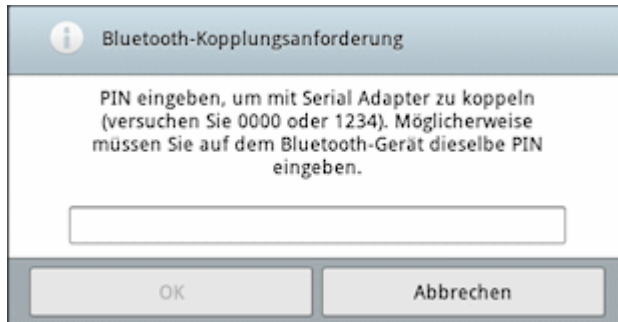 Bluetooth-Kopplungsanforderung
PIN eingeben, um mit Serial Adapter zu koppeln
(versuchen Sie 0000 oder 1234). Möglicherweise
müssen Sie auf dem Bluetooth-Gerät dieselbe PIN
eingeben.
OK
Abbrechen